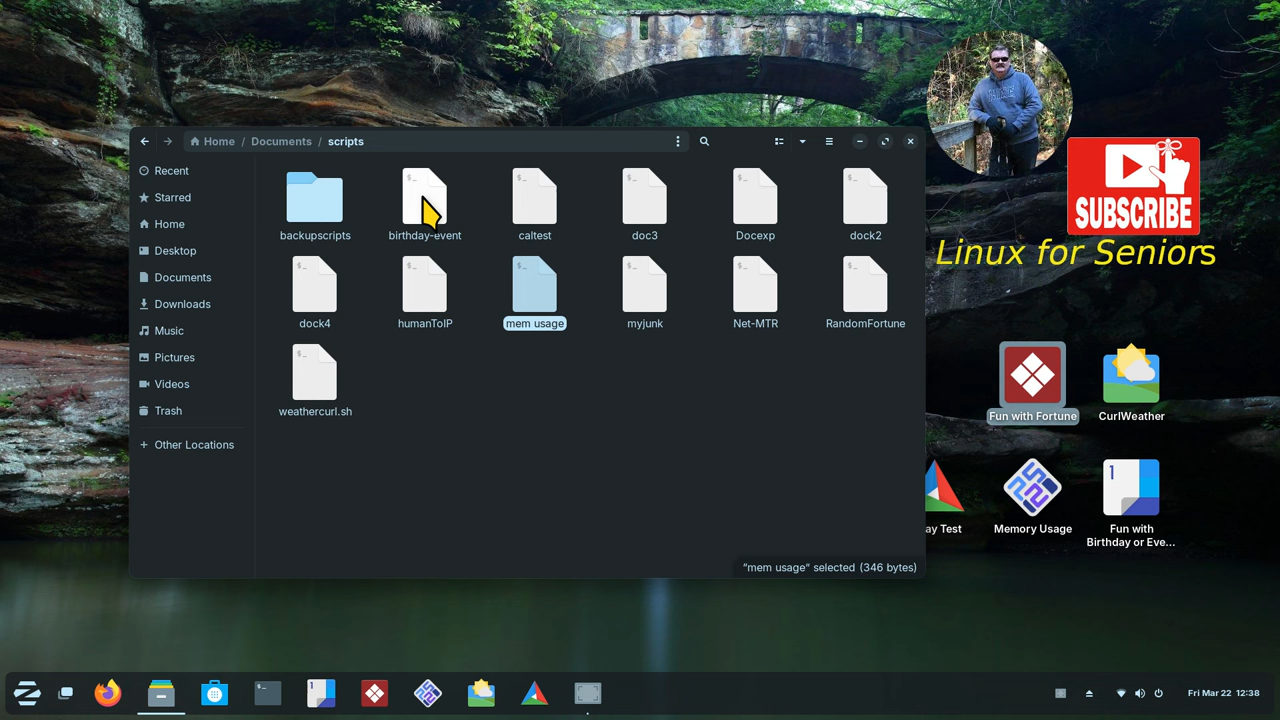 Home / Documents / scripts
Recent
Starred
Home
Desktop
Documents
Downloads
Music
Pictures
Videos
Trash
+ Other Locations
backupscripts
birthday-event
caltest
doc3
Docexp
dock2
dock4
humanToIP
mem usage
myjunk
Net-MTR
RandomFortune
weathercurl.sh
"mem usage" selected (346 bytes)
SUBSCRIBE
Linux for Seniors
Fun with Fortune
CurlWeather
ay Test
Memory Usage
1
Fun with
Birthday or Eve...
1
Fri Mar 22 12:38